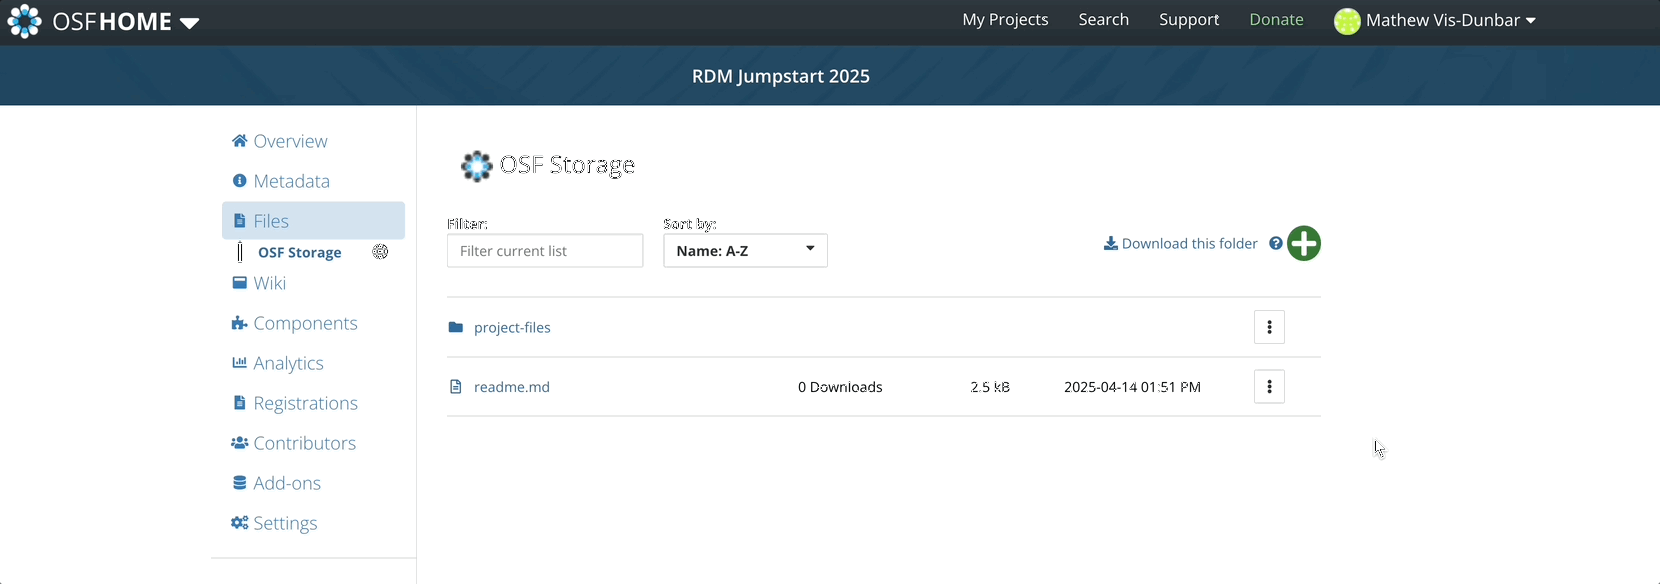 OSFHOME My Projects Search Support Donate Mathew Vis-Dunbar
RDM Jumpstart 2025
Overview
Metadata
Files
OSF Storage
Wiki
Components
Analytics
Registrations
Contributors
Add-ons
Settings
OSF Storage
Filter: Sort by:
Filter current list Name: A-Z Download this folder
project-files
readme.md 0 Downloads 2.5 kB 2025-04-14 01:51 PM